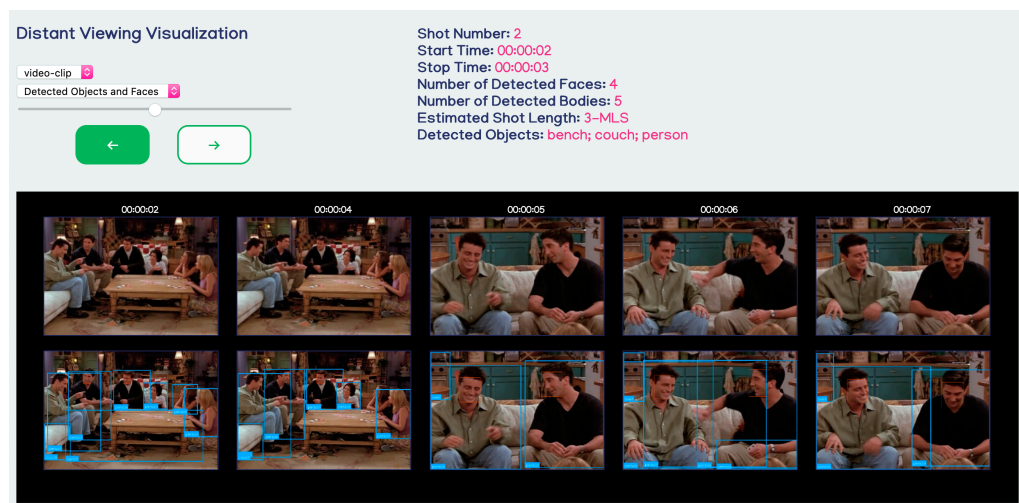 Distant Viewing Visualization
video-clip
Detected Objects and Faces
Shot Number: 2
Start Time: 00:00:02
Stop Time: 00:00:03
Number of Detected Faces: 4
Number of Detected Bodies: 5
Estimated Shot Length: 3-MLS
Detected Objects: bench; couch; person
00:00:02
00:00:04
00:00:05
00:00:06
00:00:07